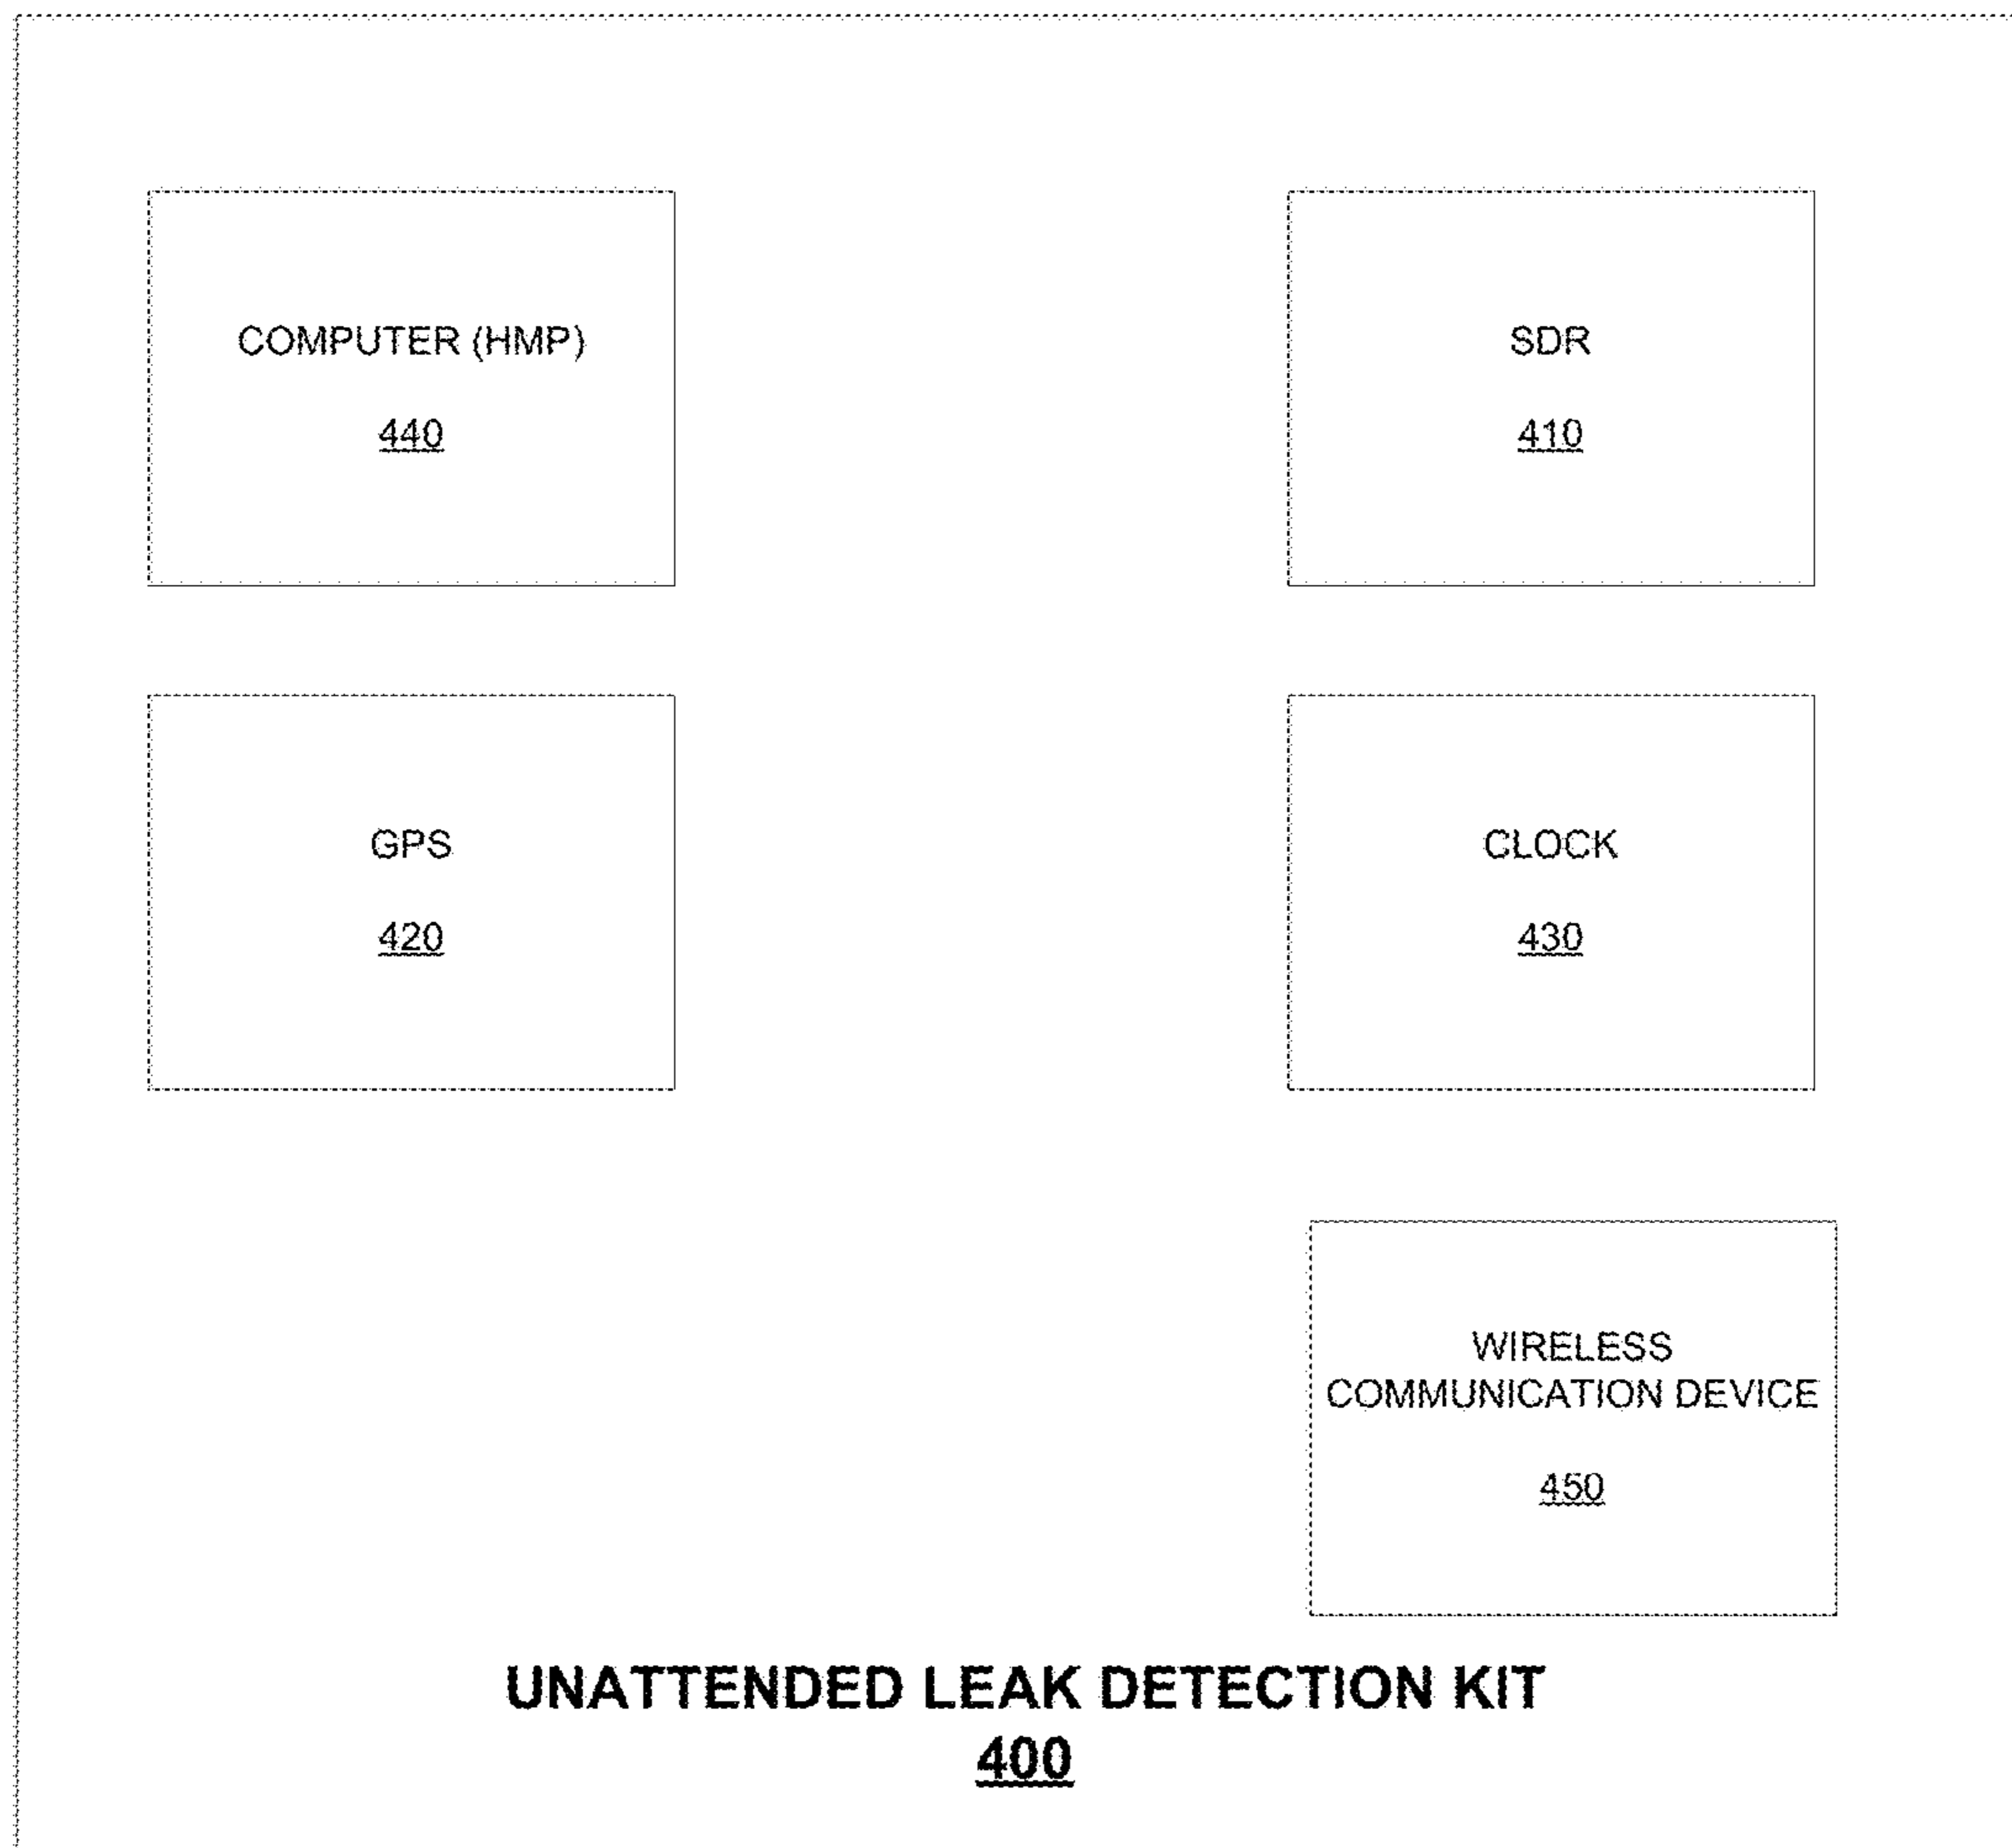 COMPUTER (HMP)
440
SDR
410
GPS
420
CLOCK
430
WIRELESS
COMMUNICATION DEVICE
450
UNATTENDED LEAK DETECTION KIT
400